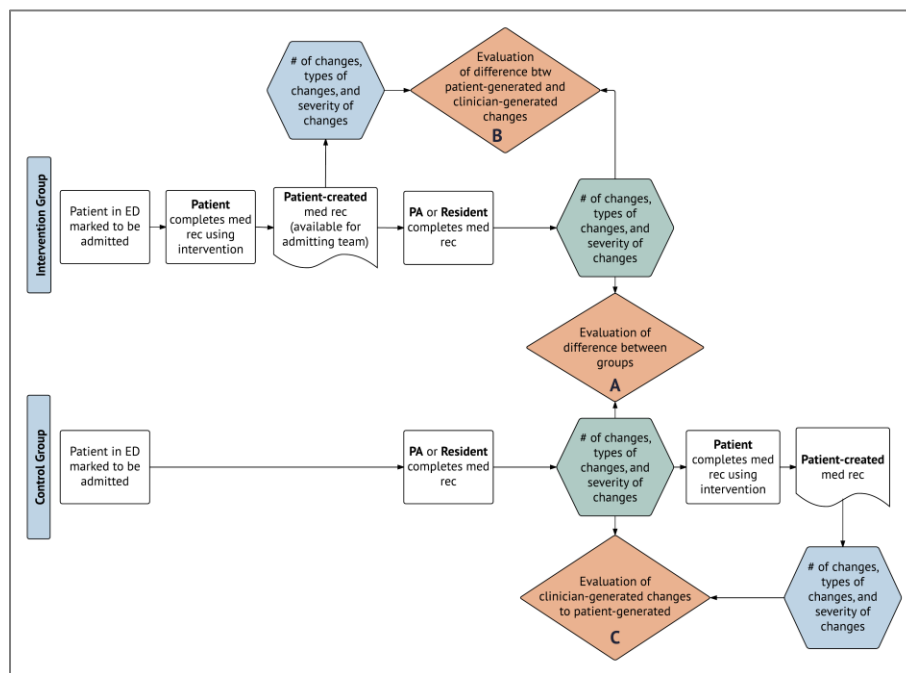 # of changes,
types of
changes, and
severity of
changes
Evaluation
of difference btw
patient-generated and
clinician-generated
changes
B
Intervention Group
Patient in ED
marked to be
admitted
Patient
completes med
rec using
intervention
Patient-created
med rec
(available for
admitting team)
PA or Resident
completes med
rec
# of changes,
types of
changes, and
severity of
changes
Evaluation of
difference between
groups
A
Control Group
Patient in ED
marked to be
admitted
PA or Resident
completes med
rec
# of changes,
types of
changes, and
severity of
changes
Patient
completes med
rec using
intervention
Patient-created
med rec
Evaluation of
clinician-generated changes
to patient-generated
C
# of changes,
types of
changes, and
severity of
changes